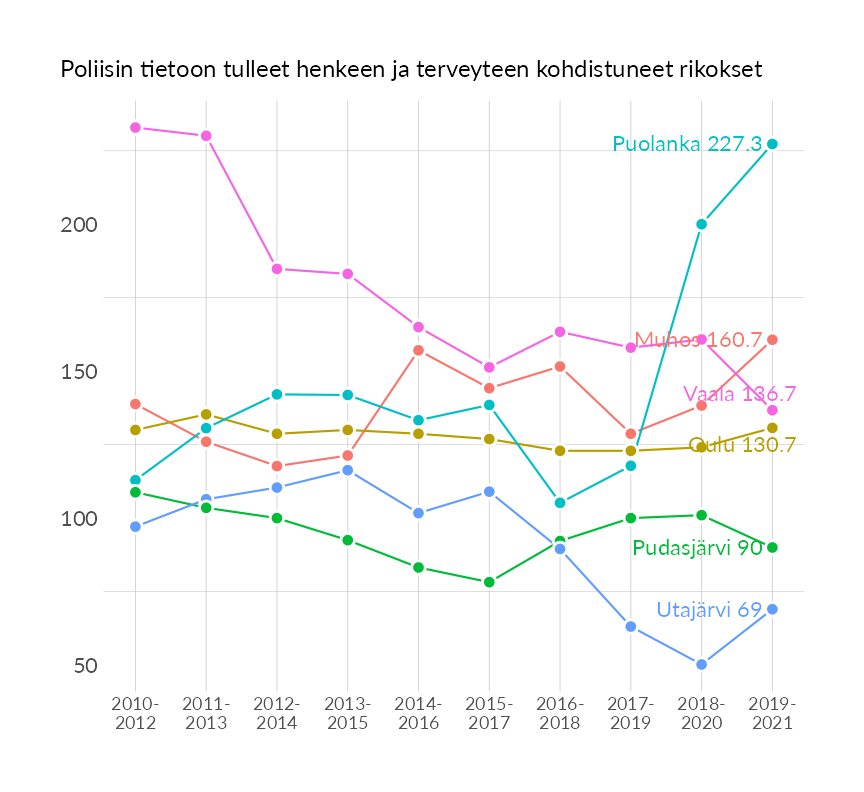 Poliisin tietoon tulleet henkeen ja terveyteen kohdistuneet rikokset
Puolanka 227.3
200
Muhos 160.7
150
Vaala 136.7
Oulu 130.7
100
Pudasjärvi 90
Utajärvi 69
50
2010- 2011- 2012- 2013- 2014- 2015- 2016- 2017- 2018- 2019-
2012 2013 2014 2015 2016 2017 2018 2019 2020 2021